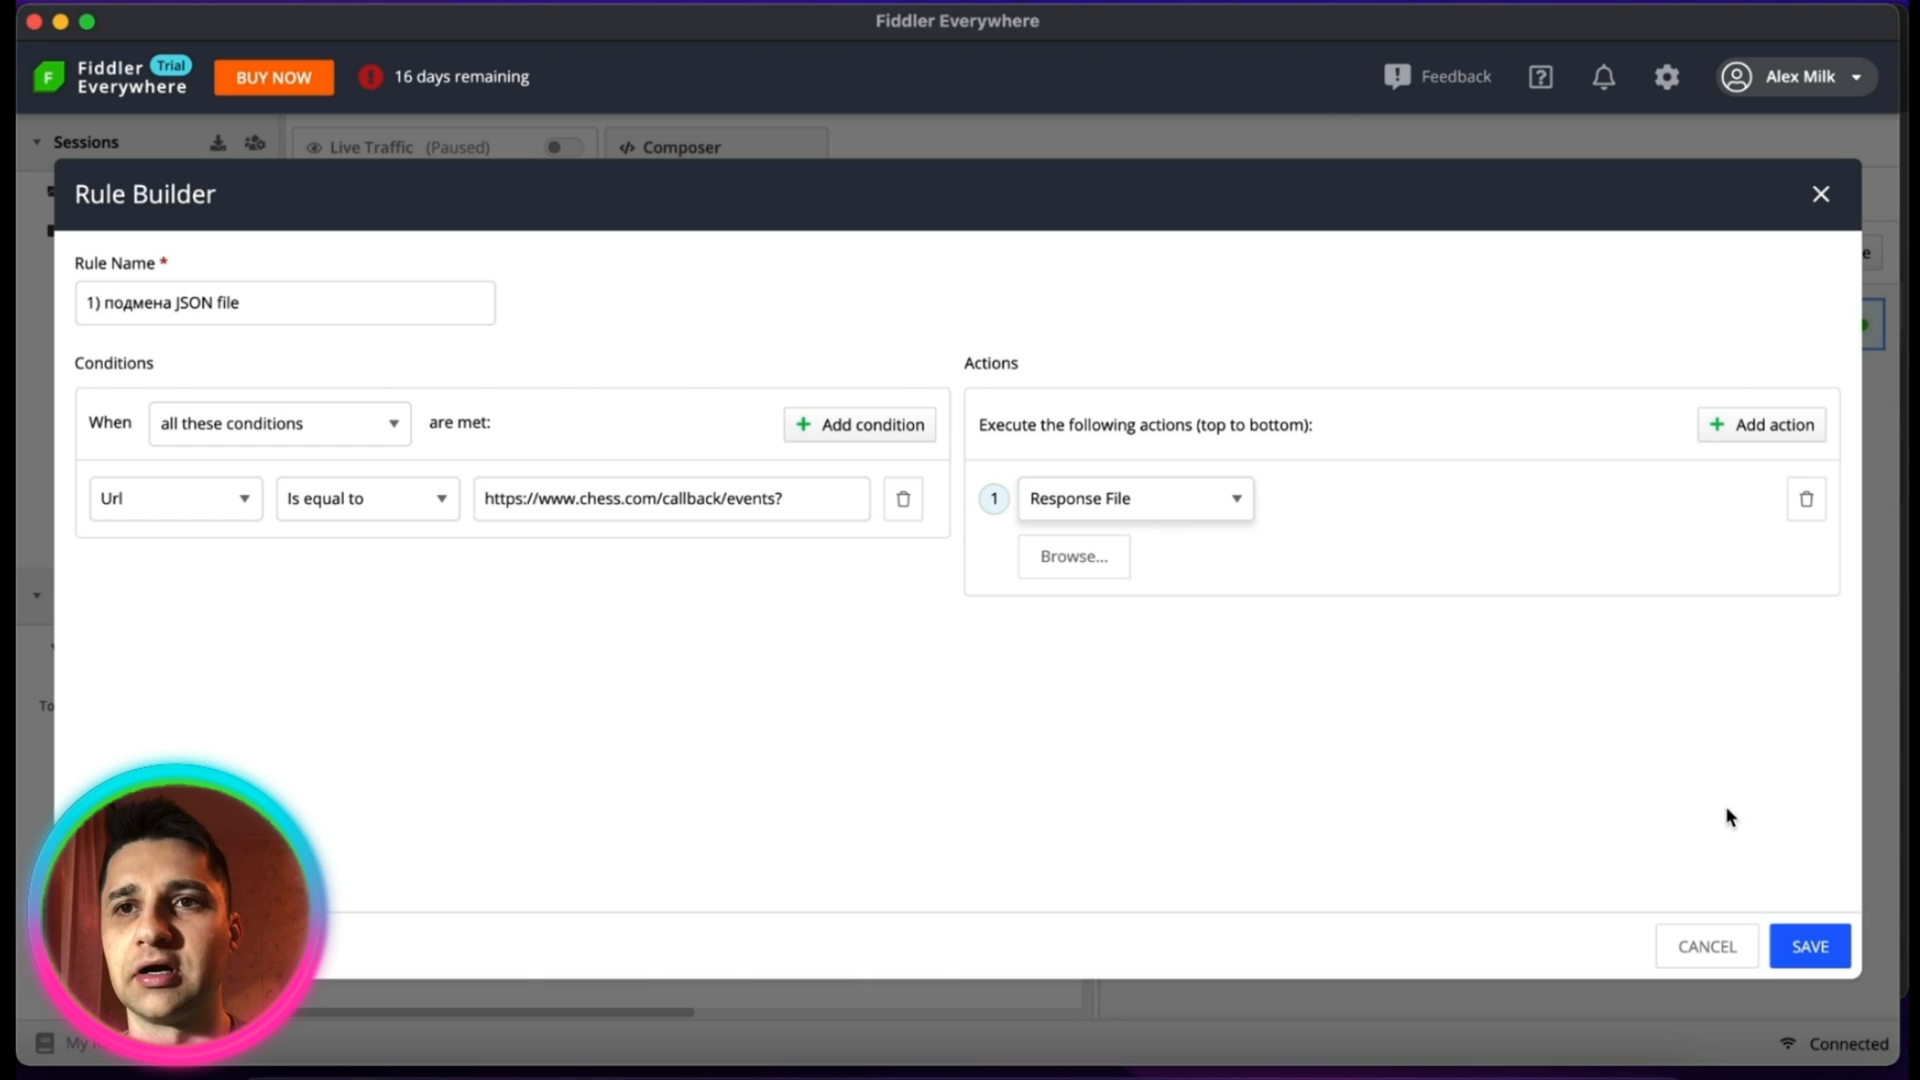 Fiddler Everywhere
Fiddler Trial
Everywhere
BUY NOW
16 days remaining
Feedback
Alex Milk
Sessions
Live Traffic (Paused)
</> Composer
Rule Builder
Rule Name *
1) подмена JSON file
Conditions
Actions
When all these conditions are met:
+ Add condition
Execute the following actions (top to bottom):
+ Add action
Url
Is equal to
https://www.chess.com/callback/events?
1
Response File
Browse...
To
CANCEL
SAVE
My
Connected